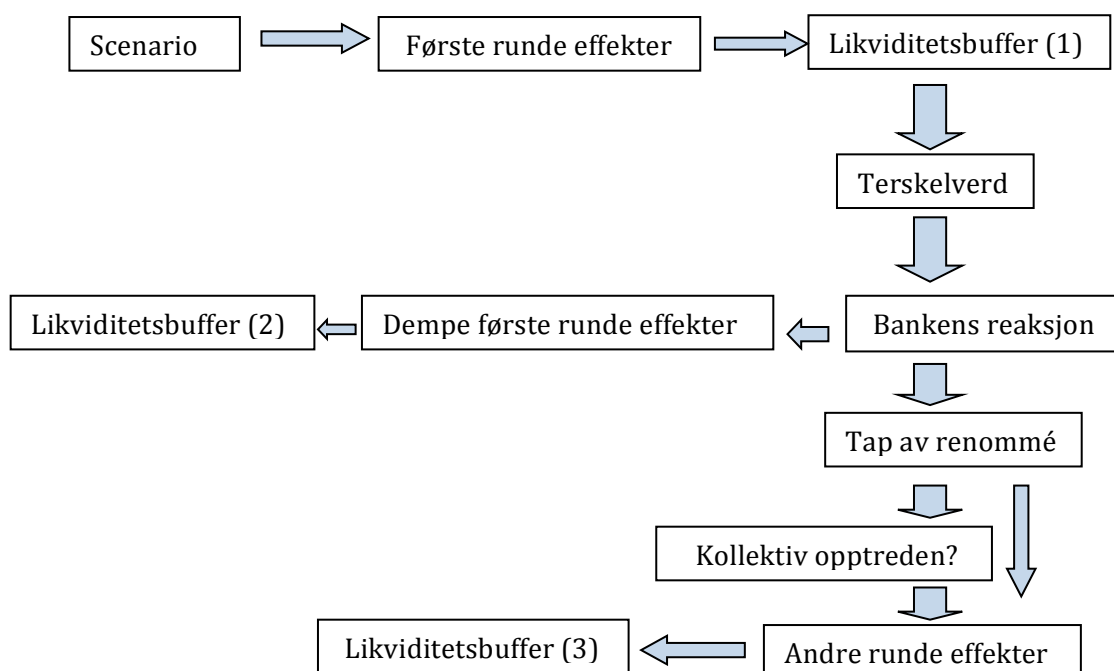 Scenario
Første runde effekter
Likviditetsbuffer (1)
Terskelverd
Likviditetsbuffer (2)
Dempe første runde effekter
Bankens reaksjon
Tap av renommé
Kollektiv opptreden?
Likviditetsbuffer (3)
Andre runde effekter